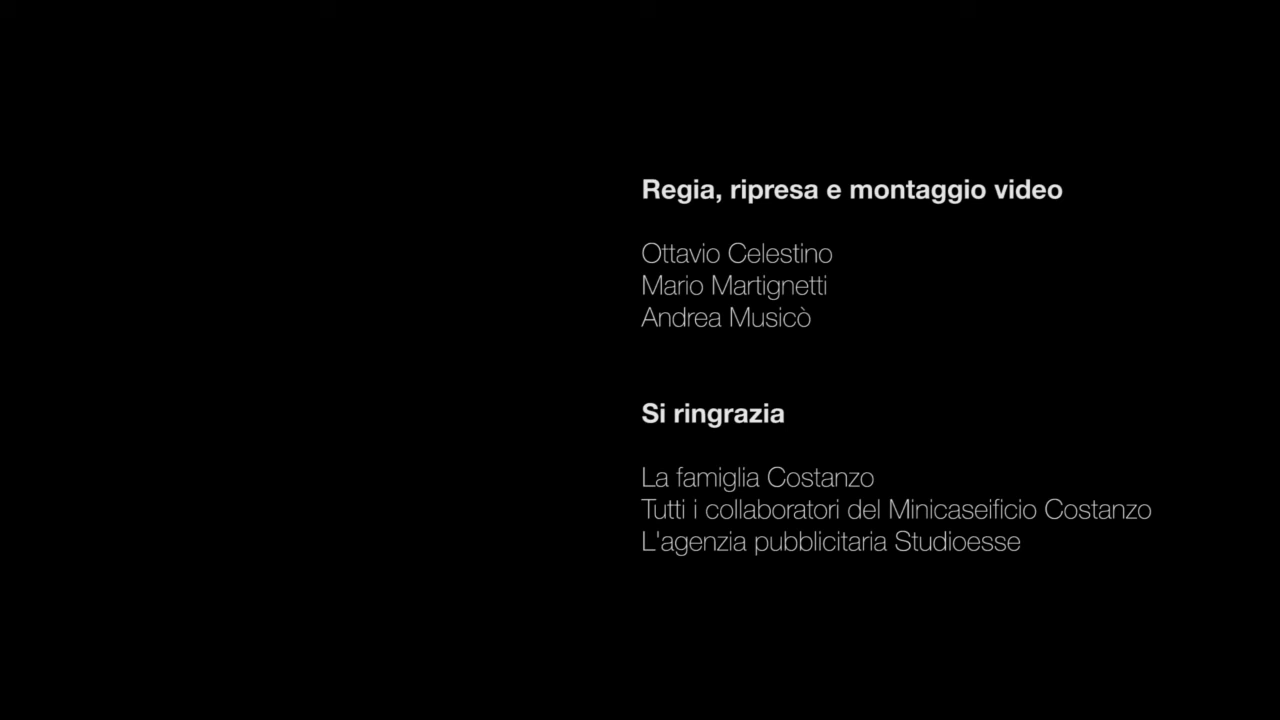 Regia, ripresa e montaggio video
Ottavio Celestino
Mario Martignetti
Andrea Musicò
Si ringrazia
La famiglia Costanzo
Tutti i collaboratori del Minicaseificio Costanzo
L'agenzia pubblicitaria Studioesse